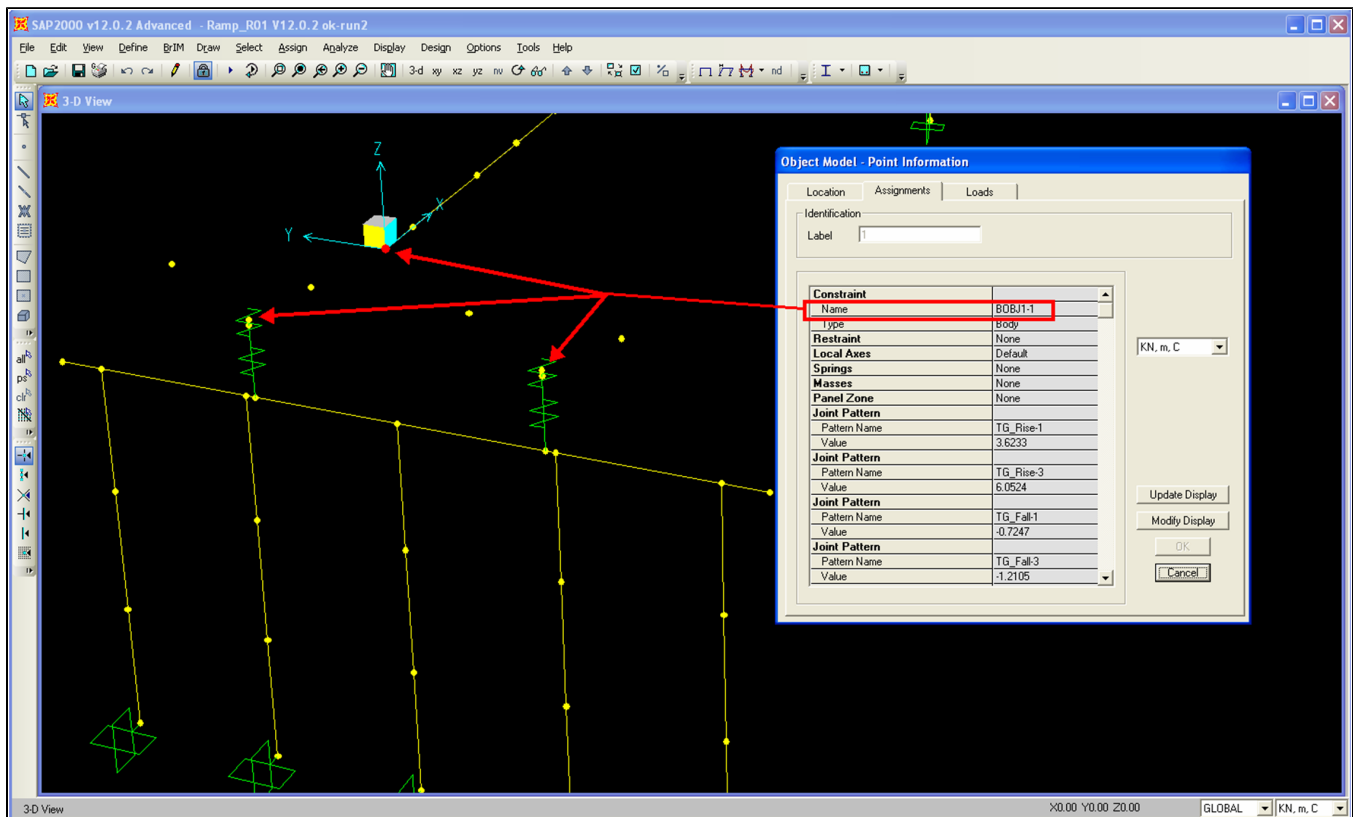 SAP2000 v12.0.2 Advanced - Ramp_R01 V12.0.2 ok-run2
File Edit View Define BrIM Draw Select Assign Analyze Display Design Options Tools Help
3-d xy xz yz nv nd
3-D View
Z
X
Y
all
ps
clr
Object Model - Point Information
Location Assignments Loads
Identification
Label 1
Constraint
Name BOBJ1-1
Type Body
Restraint None
Local Axes Default
Springs None
Masses None
Panel Zone None
Joint Pattern
Pattern Name TG_Rise-1
Value 3.6233
Joint Pattern
Pattern Name TG_Rise-3
Value 6.0524
Joint Pattern
Pattern Name TG_Fall-1
Value -0.7247
Joint Pattern
Pattern Name TG_Fall-3
Value -1.2105
KN, m, C
Update Display
Modify Display
OK
Cancel
3-D View X0.00 Y0.00 Z0.00 GLOBAL KN, m, C